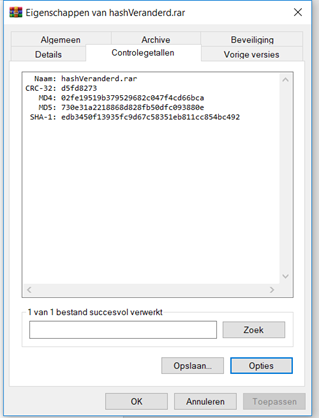 Eigenschappen van hashVeranderd.rar
Algemeen Archive Beveiliging
Details Controlegetallen Vorige versies
Naam: hashVeranderd.rar
CRC-32: d5fd8273
MD4: 02fe19519b379529682c047f4cd66bca
MD5: 730e31a2218868d828fb50dfc093880e
SHA-1: edb3450f13935fc9d67c58351eb811cc854bc492
1 van 1 bestand succesvol verwerkt
Zoek
Opslaan... Opties
OK Annuleren Toepassen